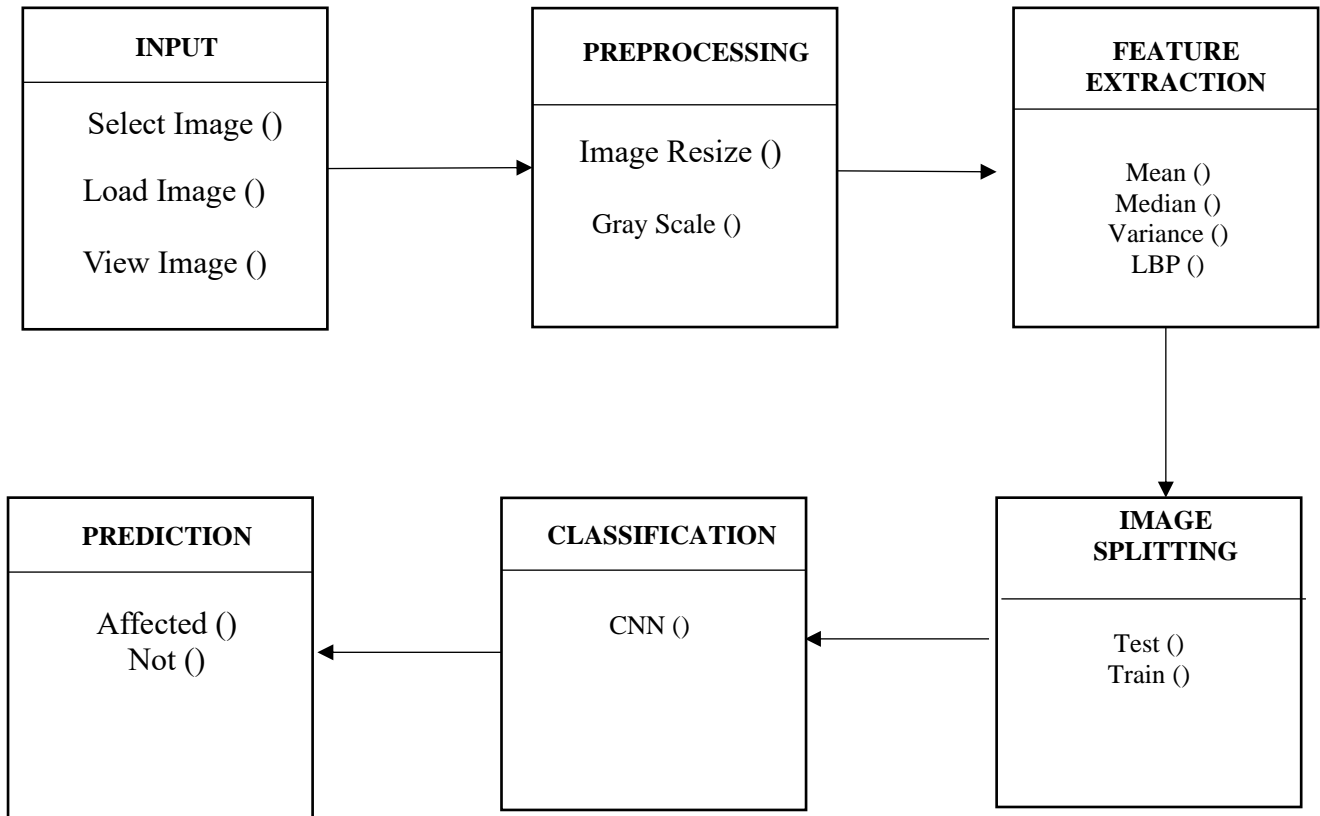 INPUT
Select Image ()
Load Image ()
View Image ()
PREPROCESSING
Image Resize ()
Gray Scale ()
FEATURE
EXTRACTION
Mean ()
Median ()
Variance ()
LBP ()
PREDICTION
Affected ()
Not ()
CLASSIFICATION
CNN ()
IMAGE
SPLITTING
Test ()
Train ()